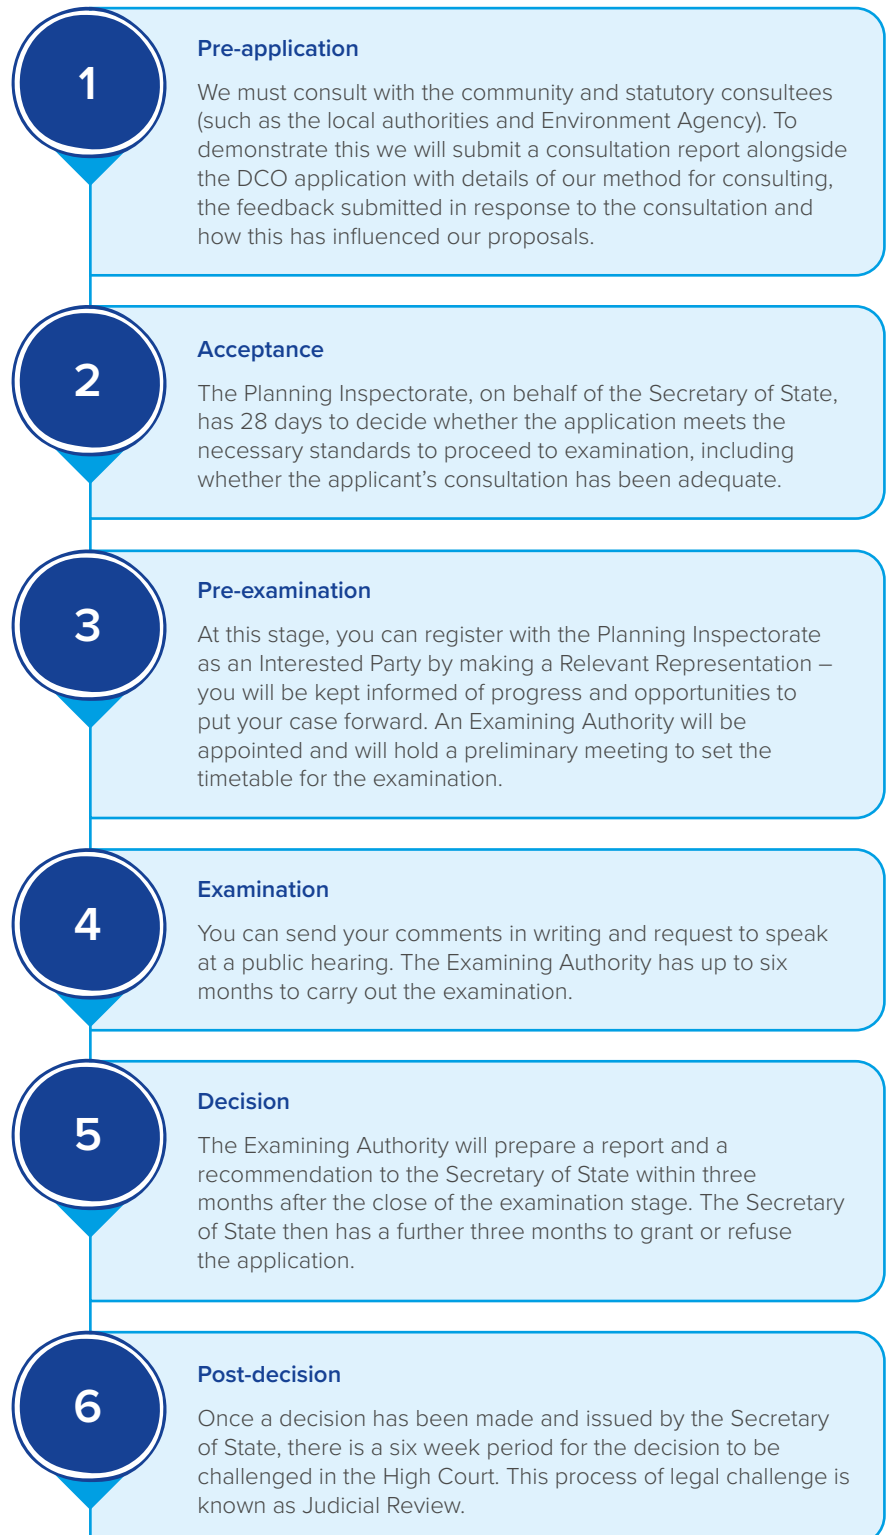 1
Pre-application
We must consult with the community and statutory consultees
(such as the local authorities and Environment Agency). To
demonstrate this we will submit a consultation report alongside
the DCO application with details of our method for consulting,
the feedback submitted in response to the consultation and
how this has influenced our proposals.
2
Acceptance
The Planning Inspectorate, on behalf of the Secretary of State,
has 28 days to decide whether the application meets the
necessary standards to proceed to examination, including
whether the applicant’s consultation has been adequate.
3
Pre-examination
At this stage, you can register with the Planning Inspectorate
as an Interested Party by making a Relevant Representation –
you will be kept informed of progress and opportunities to
put your case forward. An Examining Authority will be
appointed and will hold a preliminary meeting to set the
timetable for the examination.
4
Examination
You can send your comments in writing and request to speak
at a public hearing. The Examining Authority has up to six
months to carry out the examination.
5
Decision
The Examining Authority will prepare a report and a
recommendation to the Secretary of State within three
months after the close of the examination stage. The Secretary
of State then has a further three months to grant or refuse
the application.
6
Post-decision
Once a decision has been made and issued by the Secretary
of State, there is a six week period for the decision to be
challenged in the High Court. This process of legal challenge is
known as Judicial Review.